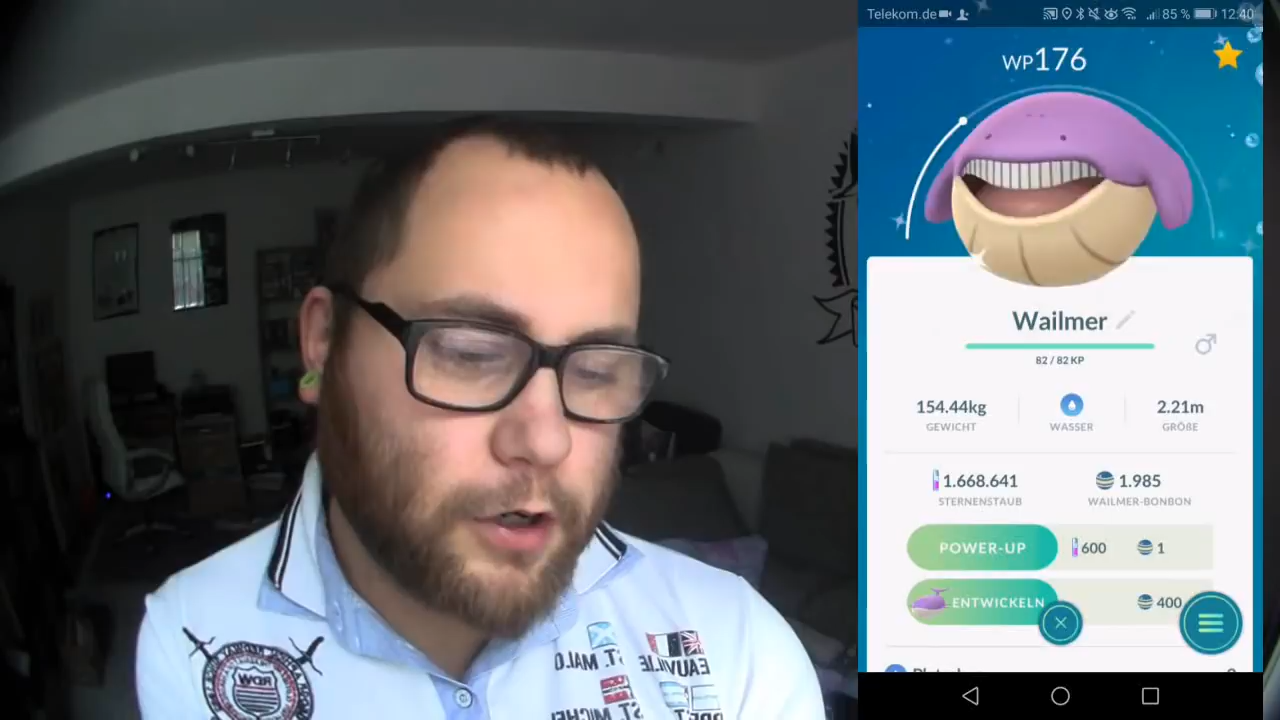 Telekom.de 85 % 12:40
WP176
Wailmer
82 / 82 KP
154.44kg
GEWICHT
WASSER
2.21m
GRÖßE
1.668.641
STERNENSTAUB
1.985
WAILMER-BONBON
POWER-UP 600 1
ENTWICKELN 400
ST. MALO